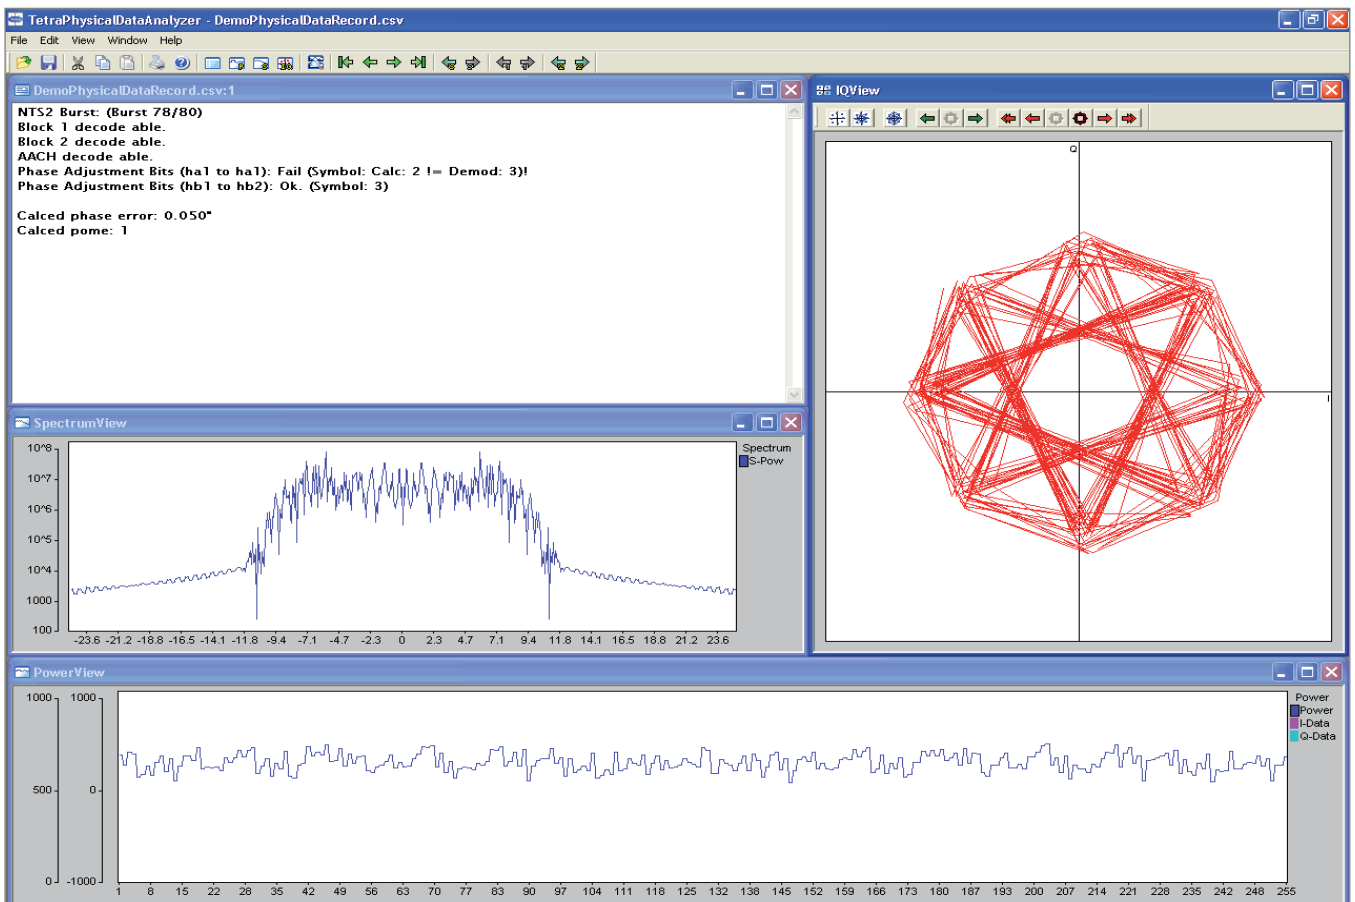 TetraPhysicalDataAnalyzer - DemoPhysicalDataRecord.csv
File Edit View Window Help
DemoPhysicalDataRecord.csv:1
NTS2 Burst: (Burst 78/80)
Block 1 decode able.
Block 2 decode able.
AACH decode able.
Phase Adjustment Bits (ha1 to ha1): Fail (Symbol: Calc: 2 != Demod: 3)!
Phase Adjustment Bits (hb1 to hb2): Ok. (Symbol: 3)
Calced phase error: 0.050°
Calced pome: 1
IQView
Q
I
SpectrumView
10^8
10^7
10^6
10^5
10^4
1000
100
-23.6 -21.2 -18.8 -16.5 -14.1 -11.8 -9.4 -7.1 -4.7 -2.3 0 2.3 4.7 7.1 9.4 11.8 14.1 16.5 18.8 21.2 23.6
Spectrum
S-Pow
PowerView
1000 1000
500 0
0 -1000
1 8 15 22 28 35 42 49 56 63 70 77 83 90 97 104 111 118 125 132 138 145 152 159 166 173 180 187 193 200 207 214 221 228 235 242 248 255
Power
Power
I-Data
Q-Data